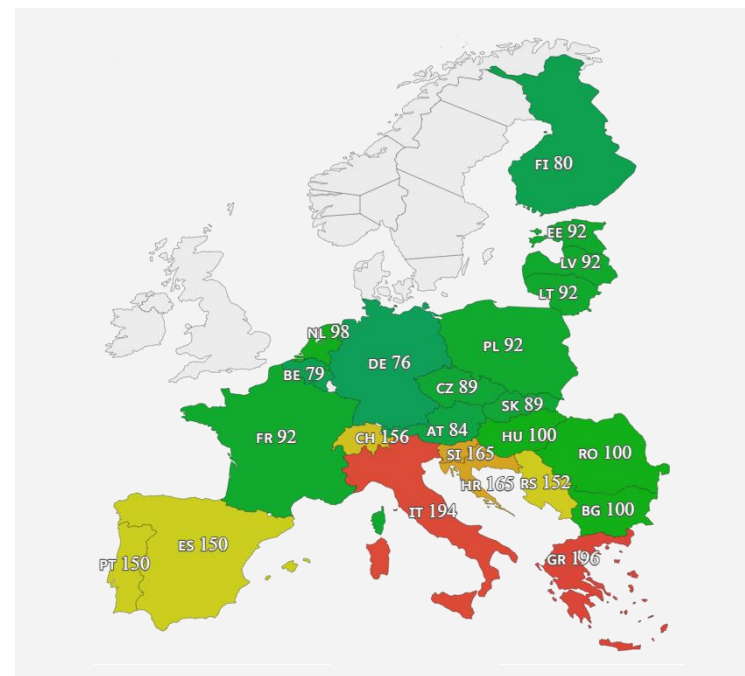 FI 80
EE 92
LV 92
LT 92
NL 98
PL 92
DE 76
BE 79
CZ 89
SK 89
AT 84
FR 92
CH 156
HU 100
SI 165
RO 100
HR 165
RS 152
IT 194
BG 100
ES 150
PT 150
GR 196